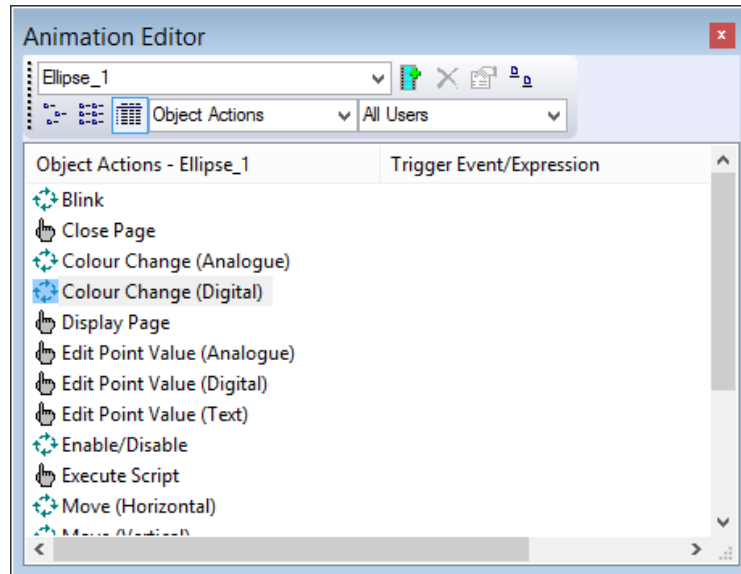 Animation Editor
Ellipse_1
Object Actions All Users
Object Actions - Ellipse_1 Trigger Event/Expression
Blink
Close Page
Colour Change (Analogue)
Colour Change (Digital)
Display Page
Edit Point Value (Analogue)
Edit Point Value (Digital)
Edit Point Value (Text)
Enable/Disable
Execute Script
Move (Horizontal)
Move (Vertical)